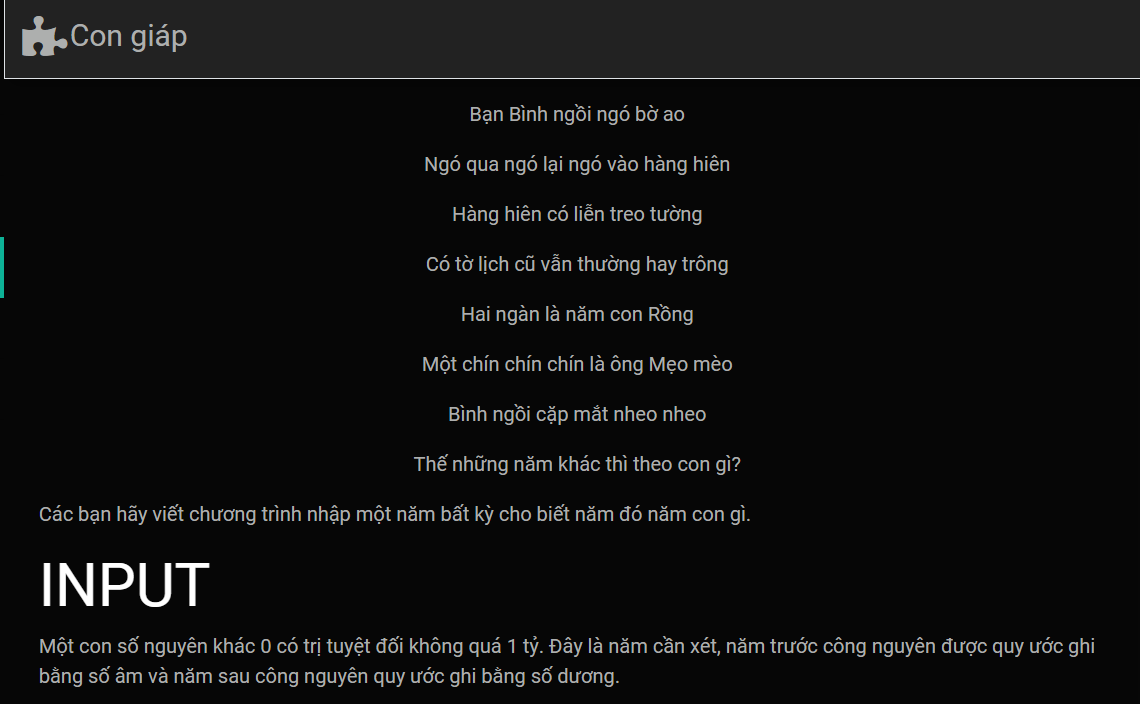 Con giáp
Bạn Bình ngồi ngó bờ ao
Ngó qua ngó lại ngó vào hàng hiên
Hàng hiên có liễn treo tường
Có tờ lịch cũ vẫn thường hay trông
Hai ngàn là năm con Rồng
Một chín chín chín là ông Mẹo mèo
Bình ngồi cặp mắt nheo nheo
Thế những năm khác thì theo con gì?
Các bạn hãy viết chương trình nhập một năm bất kỳ cho biết năm đó năm con gì.
INPUT
Một con số nguyên khác 0 có trị tuyệt đối không quá 1 tỷ. Đây là năm cần xét, năm trước công nguyên được quy ước ghi
bằng số âm và năm sau công nguyên quy ước ghi bằng số dương.